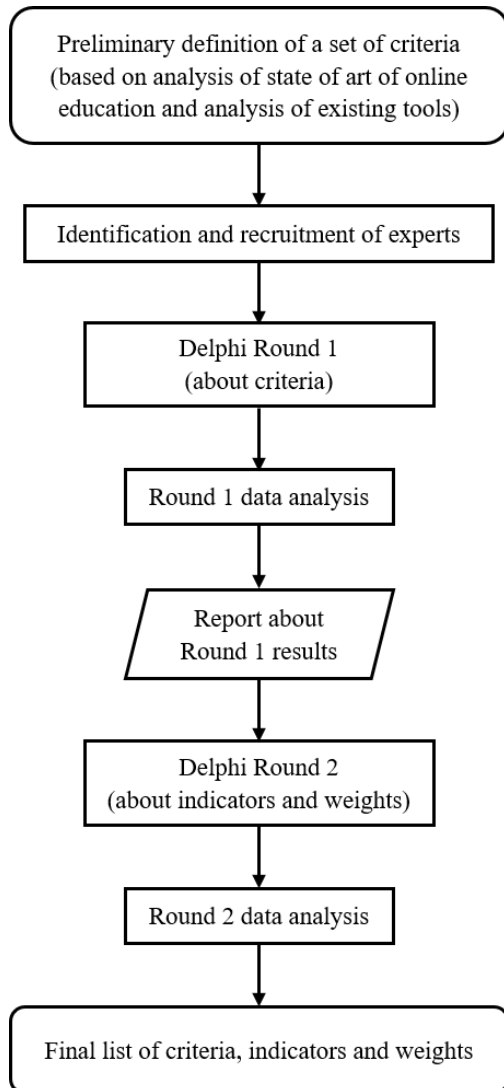 Preliminary definition of a set of criteria
(based on analysis of state of art of online
education and analysis of existing tools)
Identification and recruitment of experts
Delphi Round 1
(about criteria)
Round 1 data analysis
Report about
Round 1 results
Delphi Round 2
(about indicators and weights)
Round 2 data analysis
Final list of criteria, indicators and weights